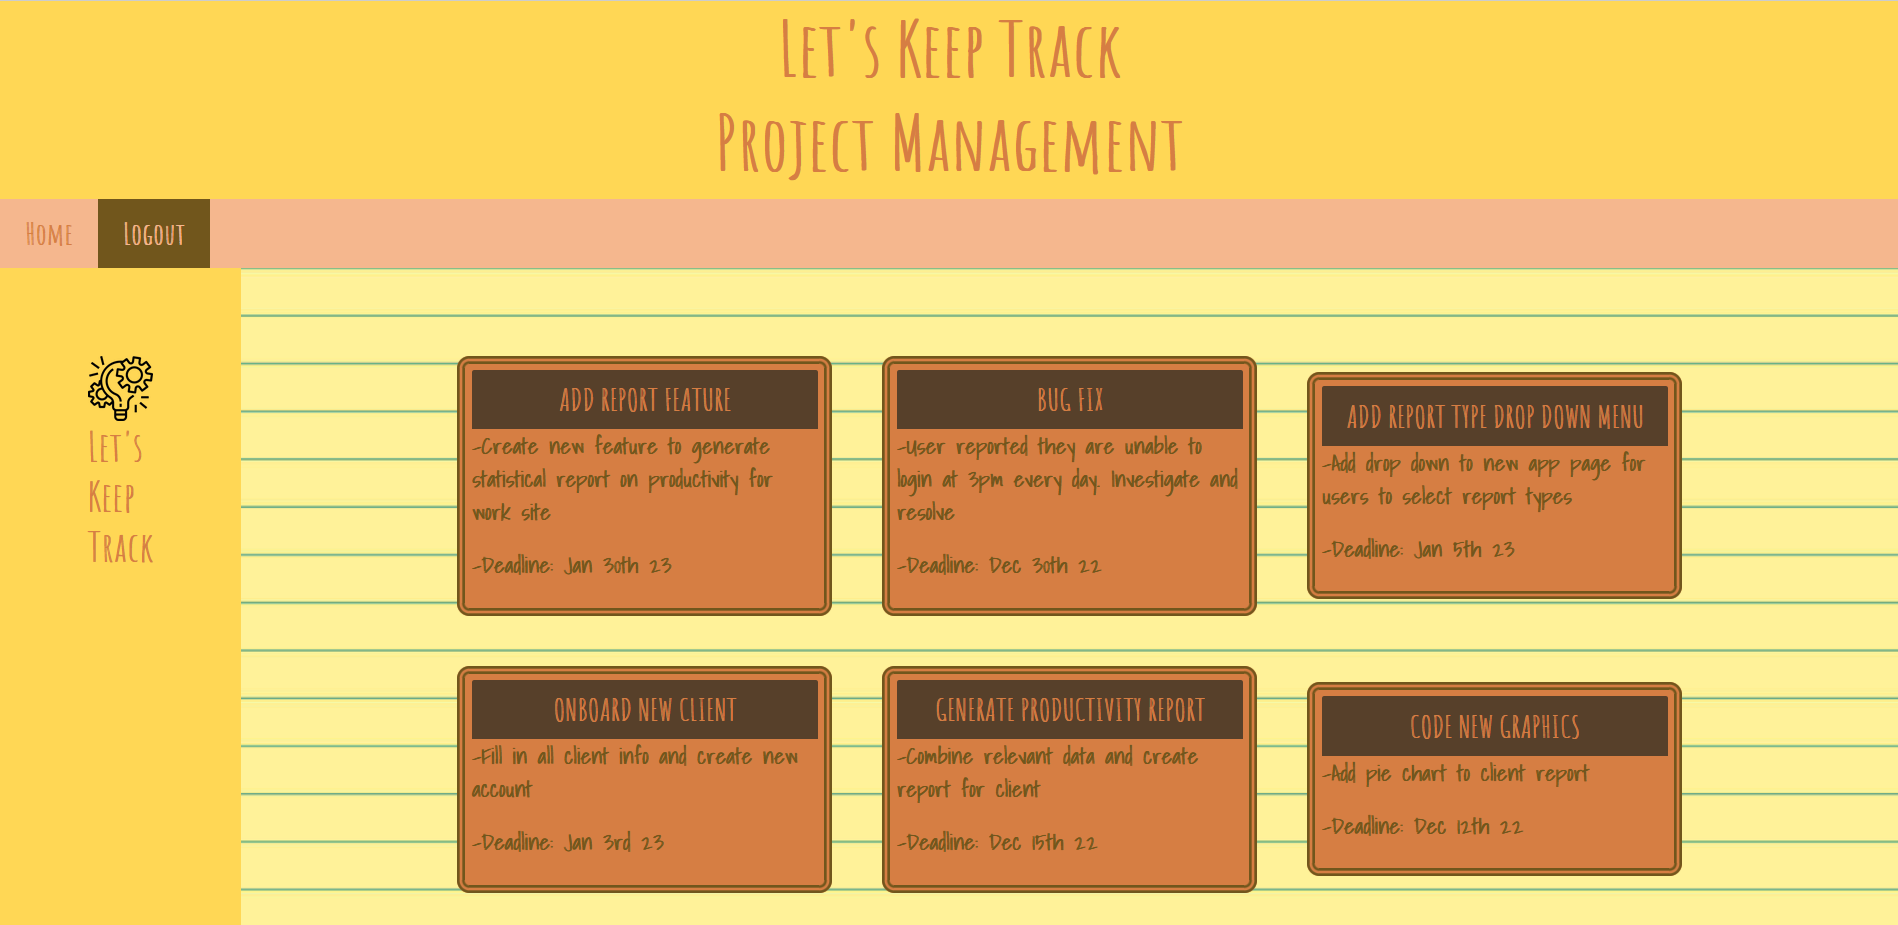 Let's Keep Track
Project Management
Home
Logout
Let's
Keep
Track
ADD REPORT FEATURE
-Create new feature to generate
statistical report on productivity for
work site
-Deadline: Jan 30th 23
BUG FIX
-User reported they are unable to
login at 3pm every day. Investigate and
resolve
-Deadline: Dec 30th 22
ADD REPORT TYPE DROP DOWN MENU
-Add drop down to new app page for
users to select report types
-Deadline: Jan 5th 23
ONBOARD NEW CLIENT
-Fill in all client info and create new
account
-Deadline: Jan 3rd 23
GENERATE PRODUCTIVITY REPORT
-Combine relevant data and create
report for client
-Deadline: Dec 15th 22
CODE NEW GRAPHICS
-Add pie chart to client report
-Deadline: Dec 12th 22